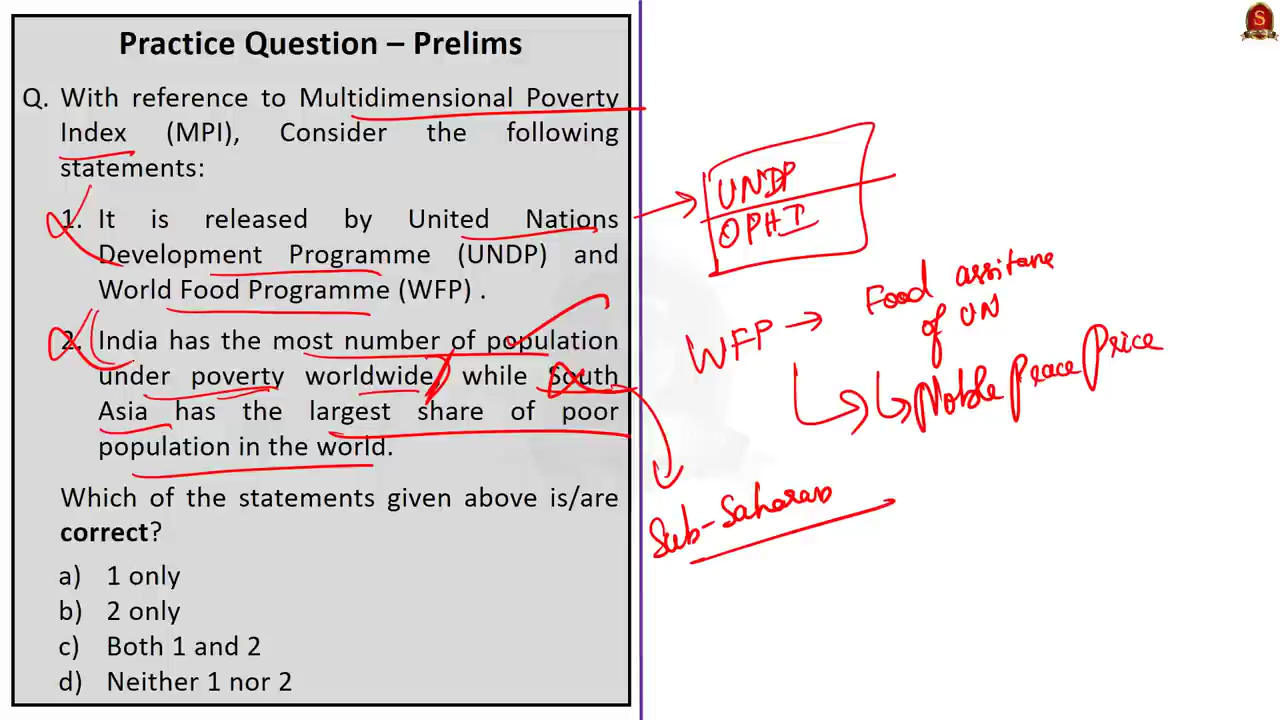 Practice Question – Prelims
Q. With reference to Multidimensional Poverty
Index (MPI), Consider the following
statements:
1. It is released by United Nations
Development Programme (UNDP) and
World Food Programme (WFP) .
2. India has the most number of population
under poverty worldwide, while South
Asia has the largest share of poor
population in the world.
Which of the statements given above is/are
correct?
a) 1 only
b) 2 only
c) Both 1 and 2
d) Neither 1 nor 2
UNDP
OPHI
WFP → Food assitane
of UN
Noble Peace Price
Sub-Saharan
S